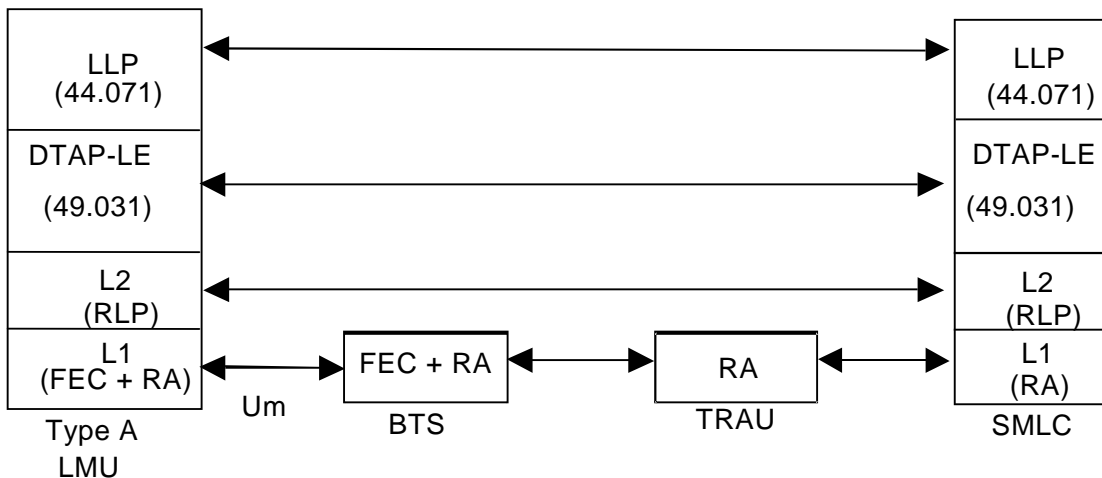 LLP
(44.071)
DTAP-LE
(49.031)
L2
(RLP)
L1
(FEC + RA)
Type A
LMU
Um
FEC + RA
BTS
RA
TRAU
LLP
(44.071)
DTAP-LE
(49.031)
L2
(RLP)
L1
(RA)
SMLC